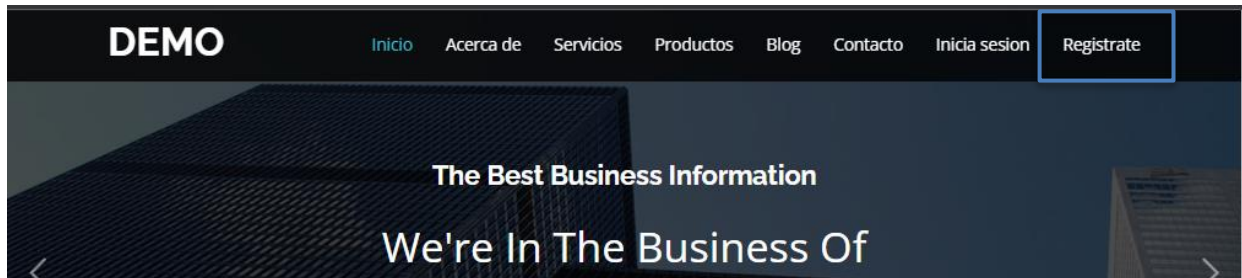 DEMO Inicio Acerca de Servicios Productos Blog Contacto Inicia sesion Registrate
The Best Business Information
We're In The Business Of